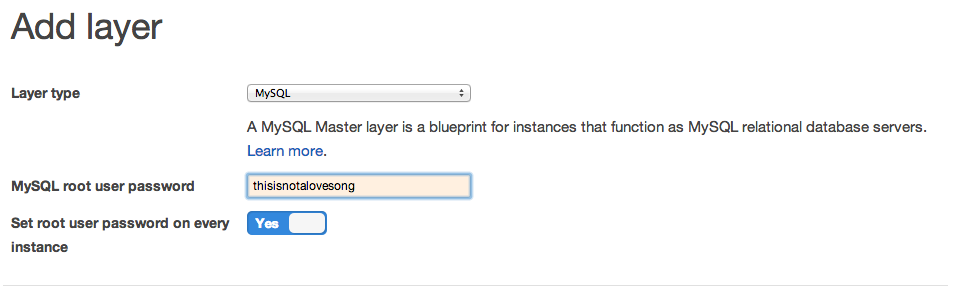 Add layer
Layer type
MySQL
A MySQL Master layer is a blueprint for instances that function as MySQL relational database servers.
Learn more.
MySQL root user password
thisisnotalovesong
Set root user password on every
instance
Yes